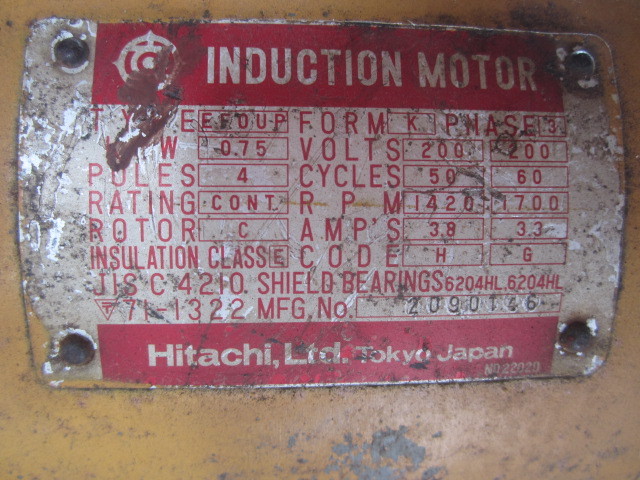 INDUCTION MOTOR
TYPE EFOUP FORM K PHASE 3
W 0.75 VOLTS 200 200
POLES 4 CYCLES 50 60
RATING CONT. R P M 1420 1700
ROTOR C AMP'S 3.8 3.3
INSULATION CLASS E CODE H G
JIS C 4210. SHIELD BEARINGS 6204HL, 6204HL
71-1322 MFG. No. 2090146
Hitachi, Ltd. Tokyo Japan
NO.22020